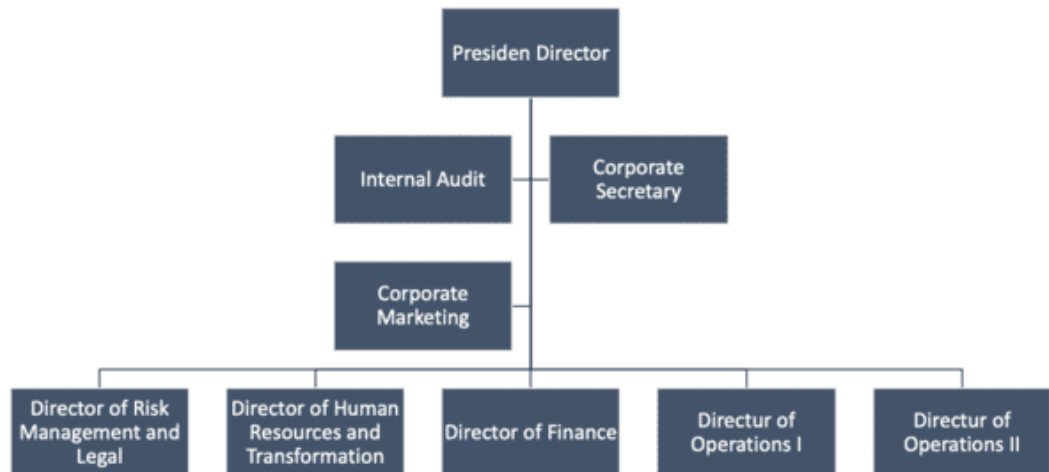 Presiden Director
Internal Audit
Corporate
Secretary
Corporate
Marketing
Director of Risk
Management and
Legal
Director of Human
Resources and
Transformation
Director of Finance
Directur of
Operations I
Directur of
Operations II